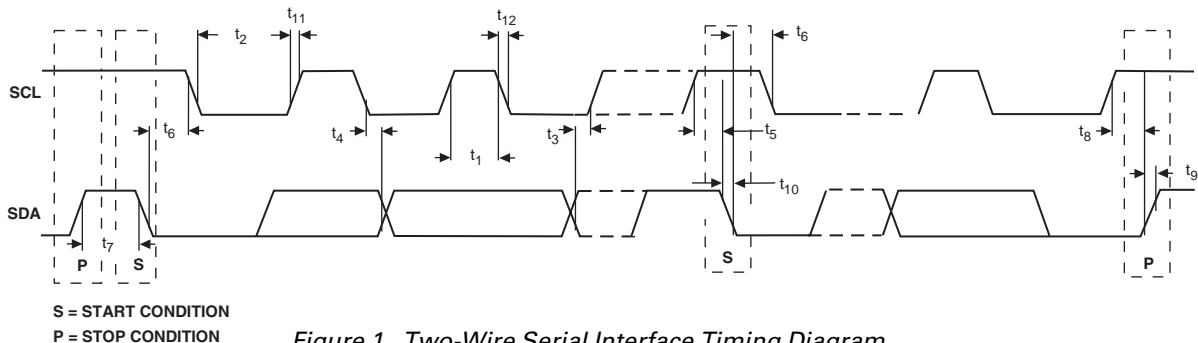 t11
t12
t2
t6
SCL
t6
t4
t1
t3
t5
t8
t10
t9
SDA
t7
P
S
S
P
S = START CONDITION
P = STOP CONDITION
Figure 1. Two-Wire Serial Interface Timing Diagram